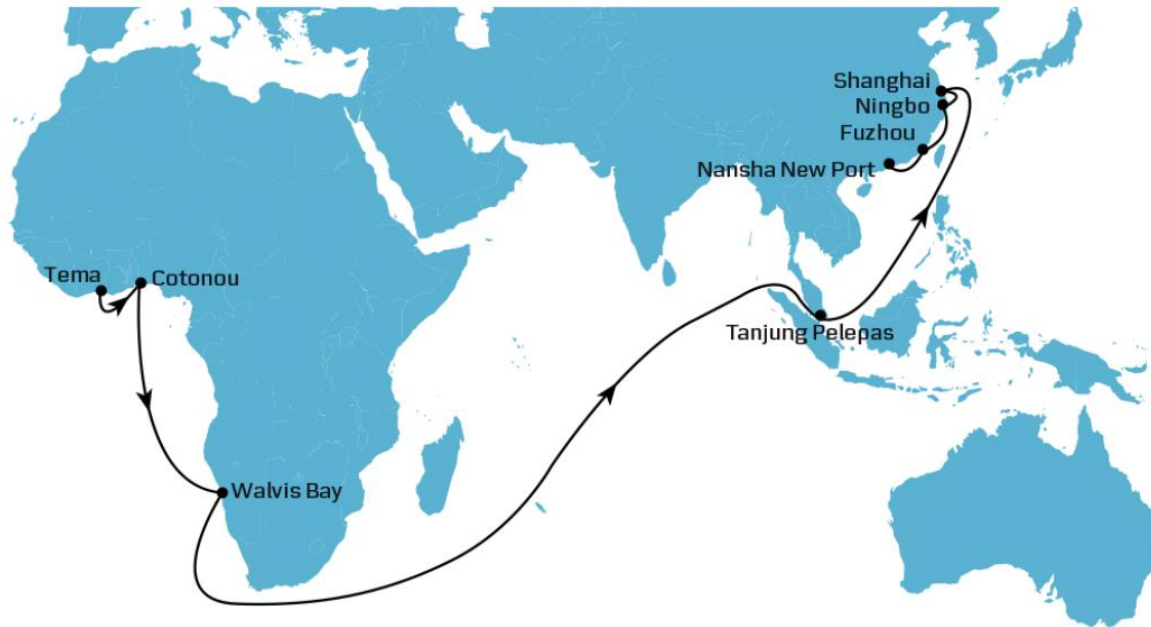 Shanghai
Ningbo
Fuzhou
Nansha New Port
Tema
Cotonou
Tanjung Pelepas
Walvis Bay